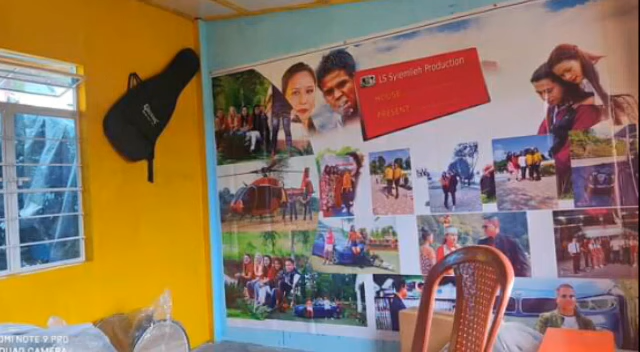 LS Syiemlieh Production
HOUSE
PRESENT
REDMI NOTE 9 PRO
QUAD CAMERA